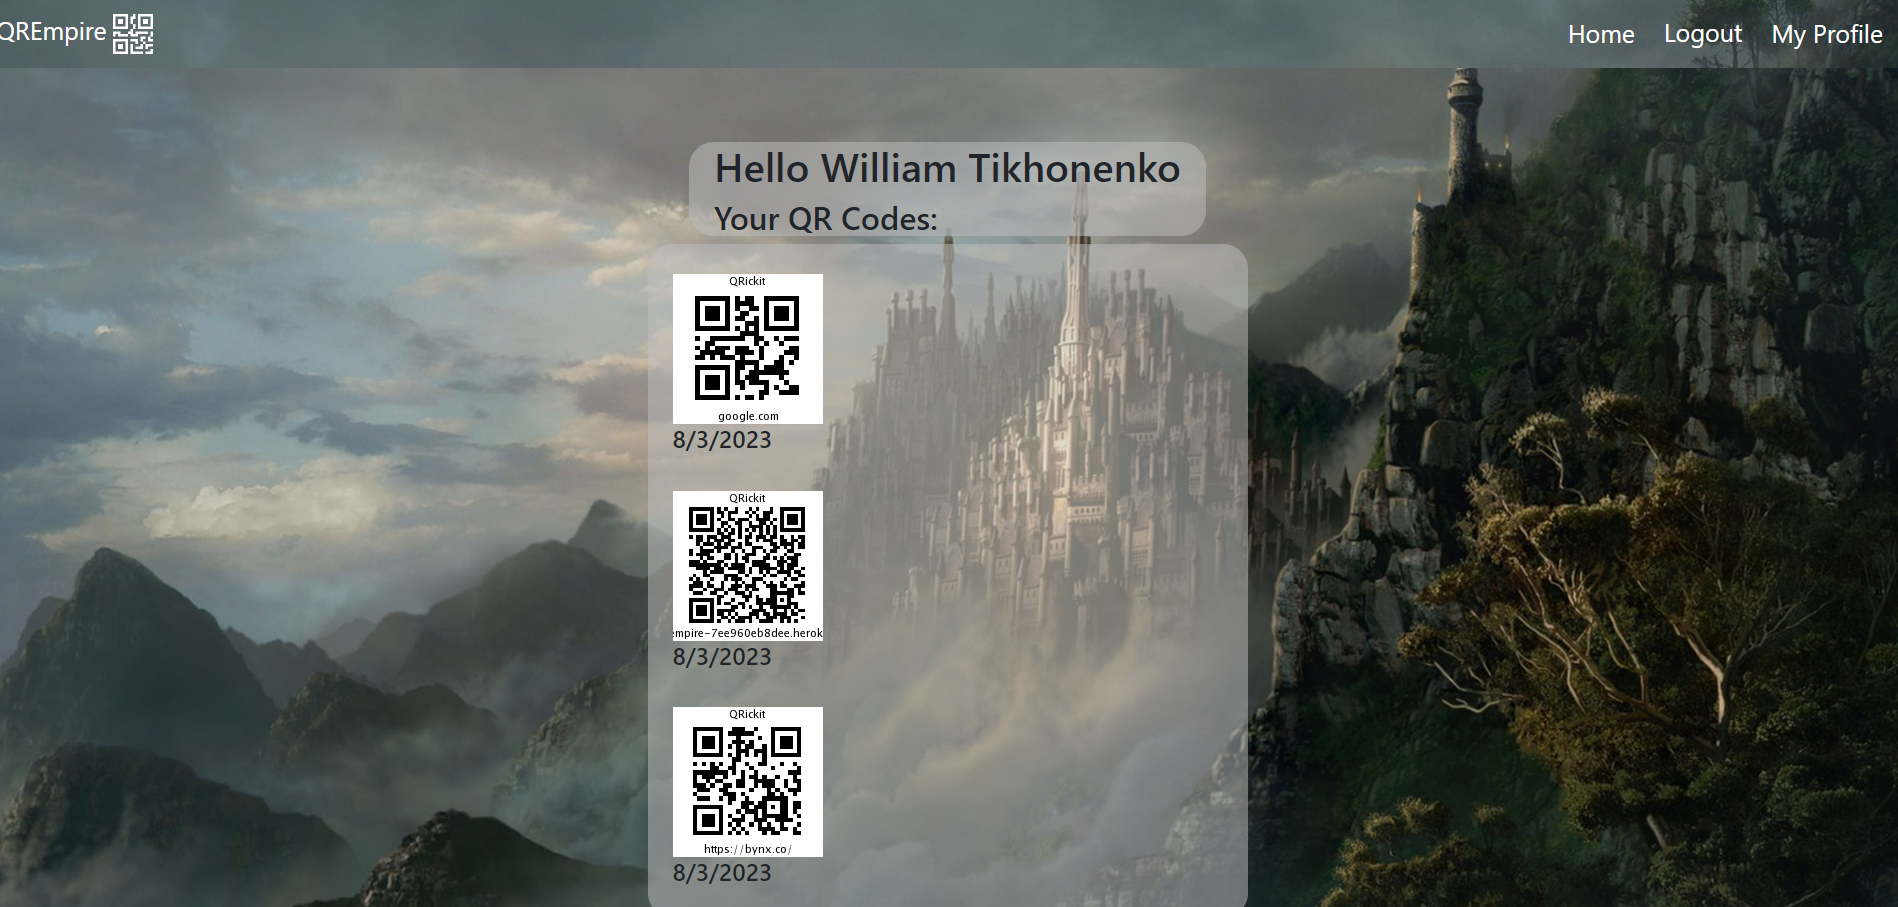 QREmpire
Home
Logout
My Profile
Hello William Tikhonenko
Your QR Codes:
QRickit
google.com
8/3/2023
QRickit
empire-7ee960eb8dee.herok
8/3/2023
QRickit
https://bynx.co/
8/3/2023